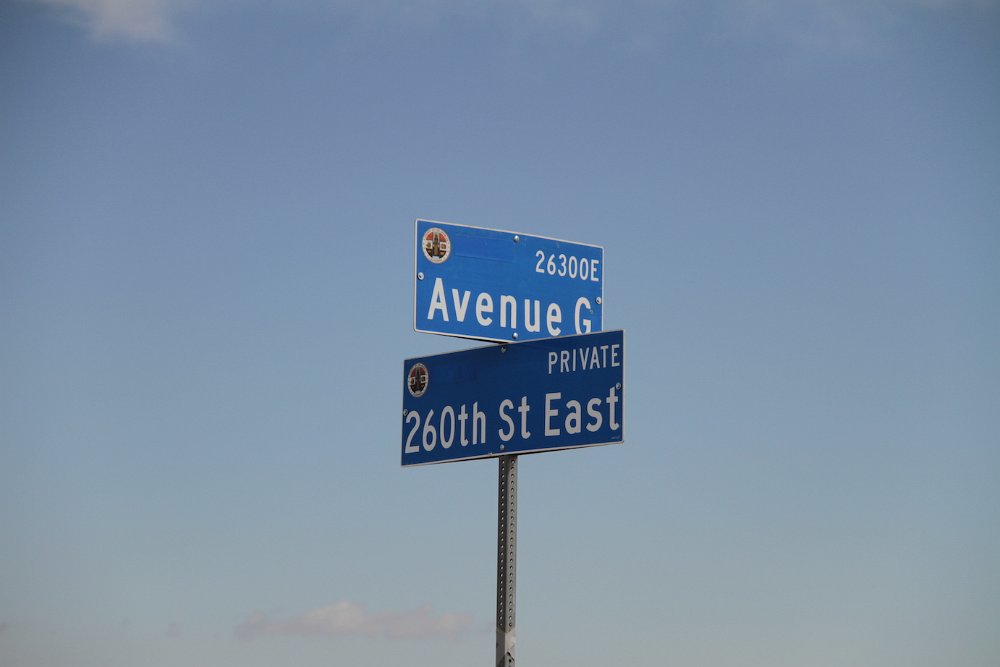 26300E
Avenue G
PRIVATE
260th St East